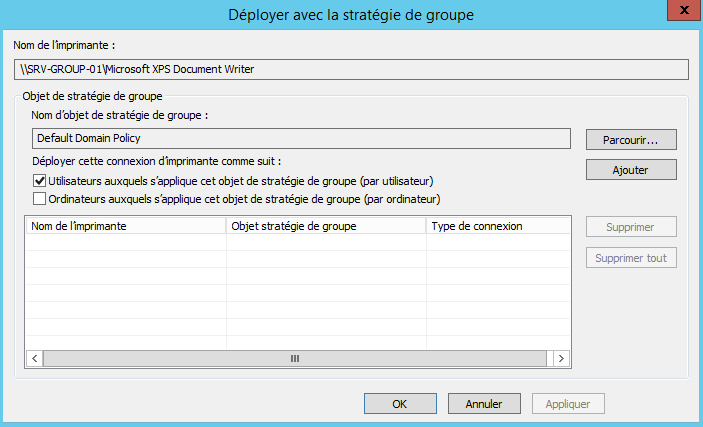 Déployer avec la stratégie de groupe
x
Nom de l'imprimante :
\\SRV-GROUP-01\Microsoft XPS Document Writer
Objet de stratégie de groupe
Nom d'objet de stratégie de groupe :
Default Domain Policy
Parcourir...
Déployer cette connexion d'imprimante comme suit :
Ajouter
Utilisateurs auxquels s'applique cet objet de stratégie de groupe (par utilisateur)
Ordinateurs auxquels s'applique cet objet de stratégie de groupe (par ordinateur)
Nom de l'imprimante Objet stratégie de groupe Type de connexion
Supprimer
Supprimer tout
OK Annuler Appliquer